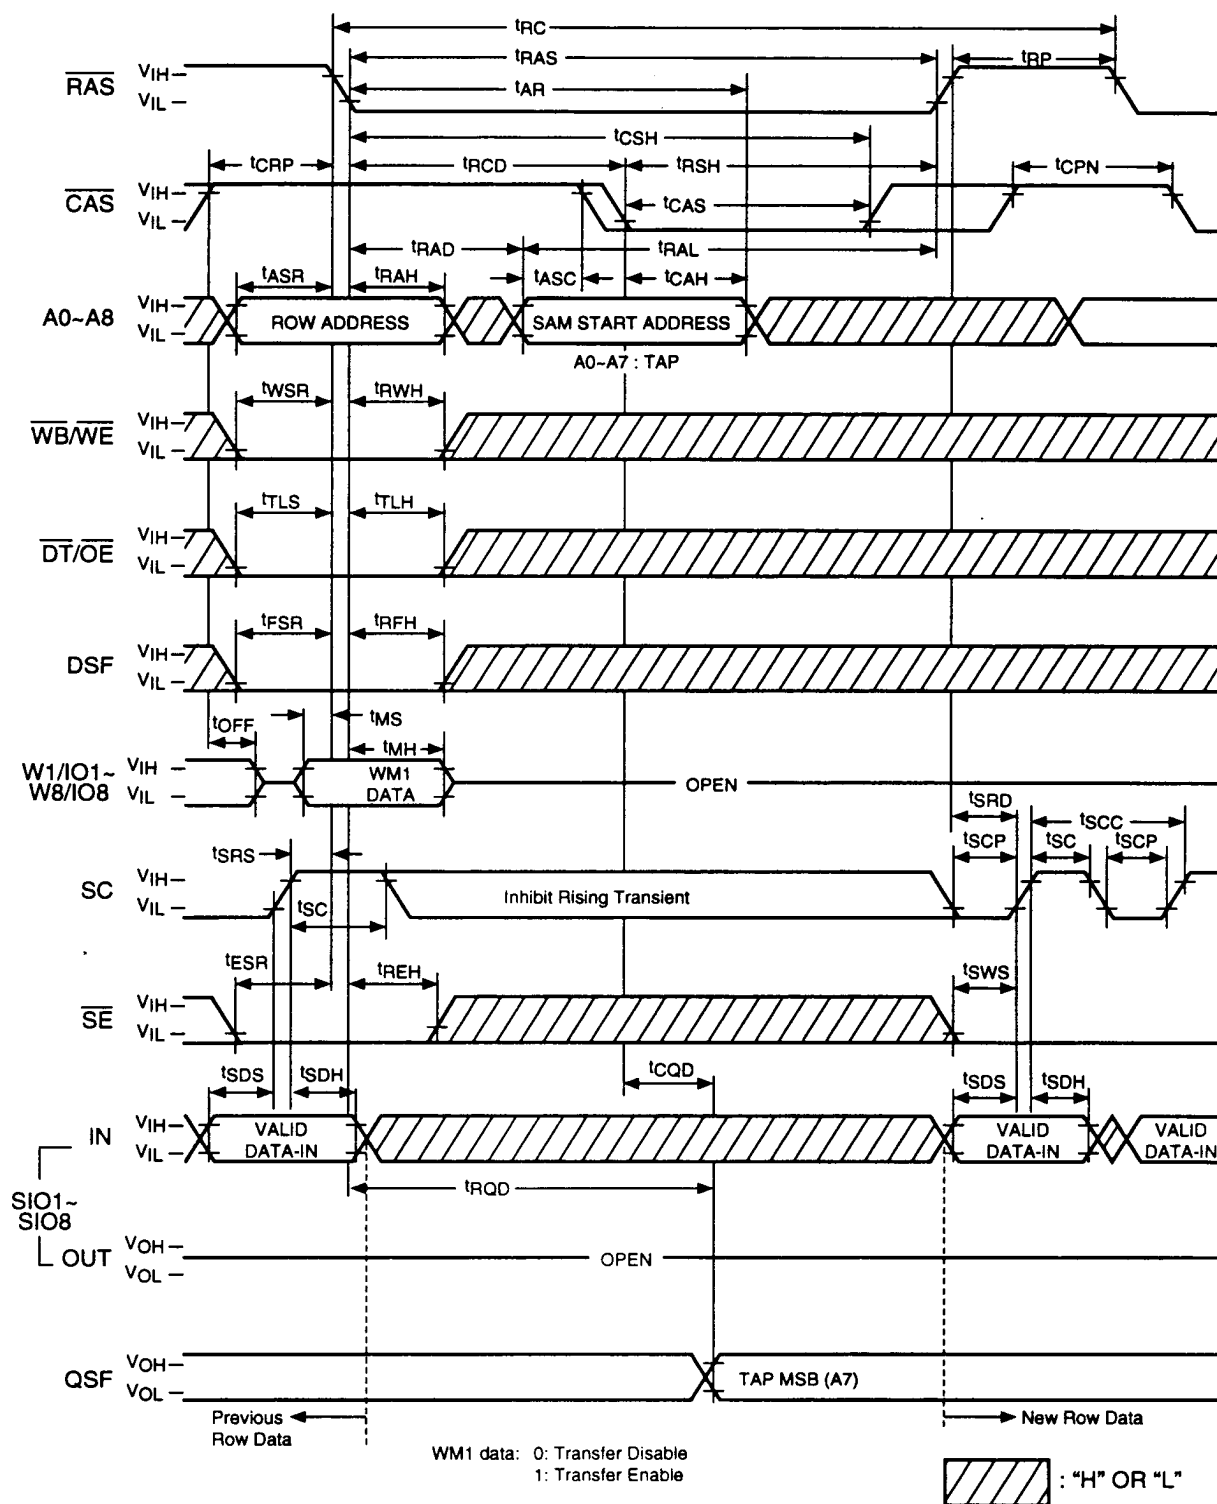 tRC
tRAS
tRP
tAR
RAS
VIH
VIL
tCSH
tCRP
tRCD
tRSH
tCPN
CAS
VIH
VIL
tCAS
tRAD
tRAL
tASR
tRAH
tASC
tCAH
A0~A8
VIH
VIL
ROW ADDRESS
SAM START ADDRESS
A0~A7 : TAP
tWSR
tRWH
WB/WE
VIH
VIL
tTLS
tTLH
DT/OE
VIH
VIL
tFSR
tRFH
DSF
VIH
VIL
tOFF
tMS
tMH
W1/IO1~
W8/IO8
VIH
VIL
WM1
DATA
OPEN
tSRD
tSCC
tSRS
tSCP
tSC
tSCP
SC
VIH
VIL
tSC
Inhibit Rising Transient
tESR
tREH
tSWS
SE
VIH
VIL
tCQD
tSDS
tSDH
tSDS
tSDH
IN
VIH
VIL
VALID
DATA-IN
VALID
DATA-IN
VALID
DATA-IN
SIO1~
SIO8
tRQD
OUT
VOH
VOL
OPEN
QSF
VOH
VOL
TAP MSB (A7)
Previous
Row Data
New Row Data
WM1 data: 0: Transfer Disable
1: Transfer Enable
: "H" OR "L"